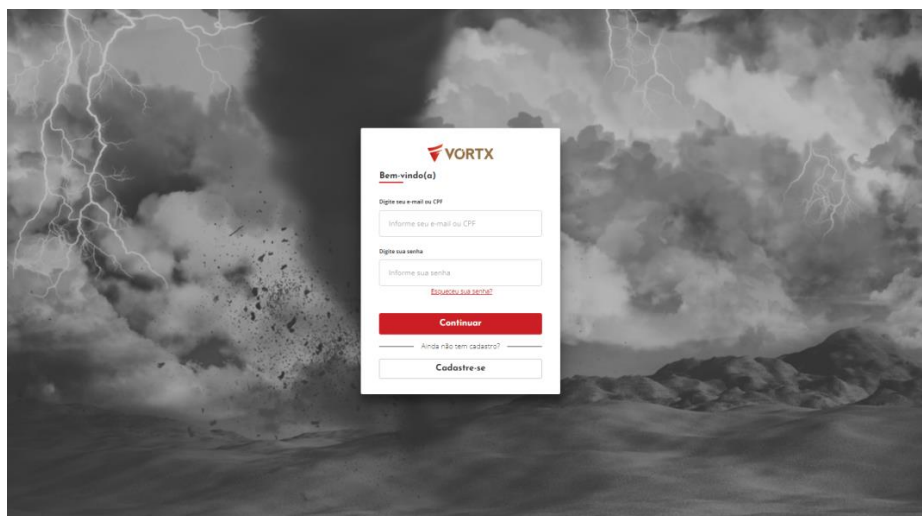 VORTX
Bem-vindo(a)
Digite seu e-mail ou CPF
Informe seu e-mail ou CPF
Digite sua senha
Informe sua senha
Esqueceu sua senha?
Continuar
Ainda não tem cadastro?
Cadastre-se